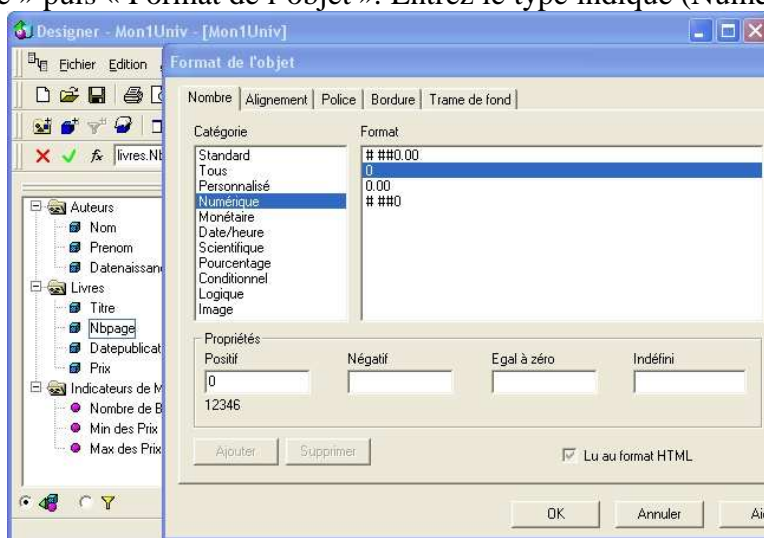 » puis « Format de l'objet ». Entrez le type indiqué
Designer - Mon1Univ - [Mon1Univ]
Fichier Edition
Format de l'objet
Nombre Alignement Police Bordure Trame de fond
Catégorie
Format
livres.Nb
Standard
Tous
Personnalisé
Numérique
Monétaire
Date/heure
Scientifique
Pourcentage
Conditionnel
Logique
Image
# ##0.00
0
0.00
# ##0
Auteurs
Nom
Prenom
Datenaissan
Livres
Titre
Nbpage
Datepublicat
Prix
Indicateurs de M
Nombre de B
Min des Prix
Max des Prix
Propriétés
Positif Négatif Egal à zéro Indéfini
0
12346
Ajouter Supprimer
Lu au format HTML
OK Annuler